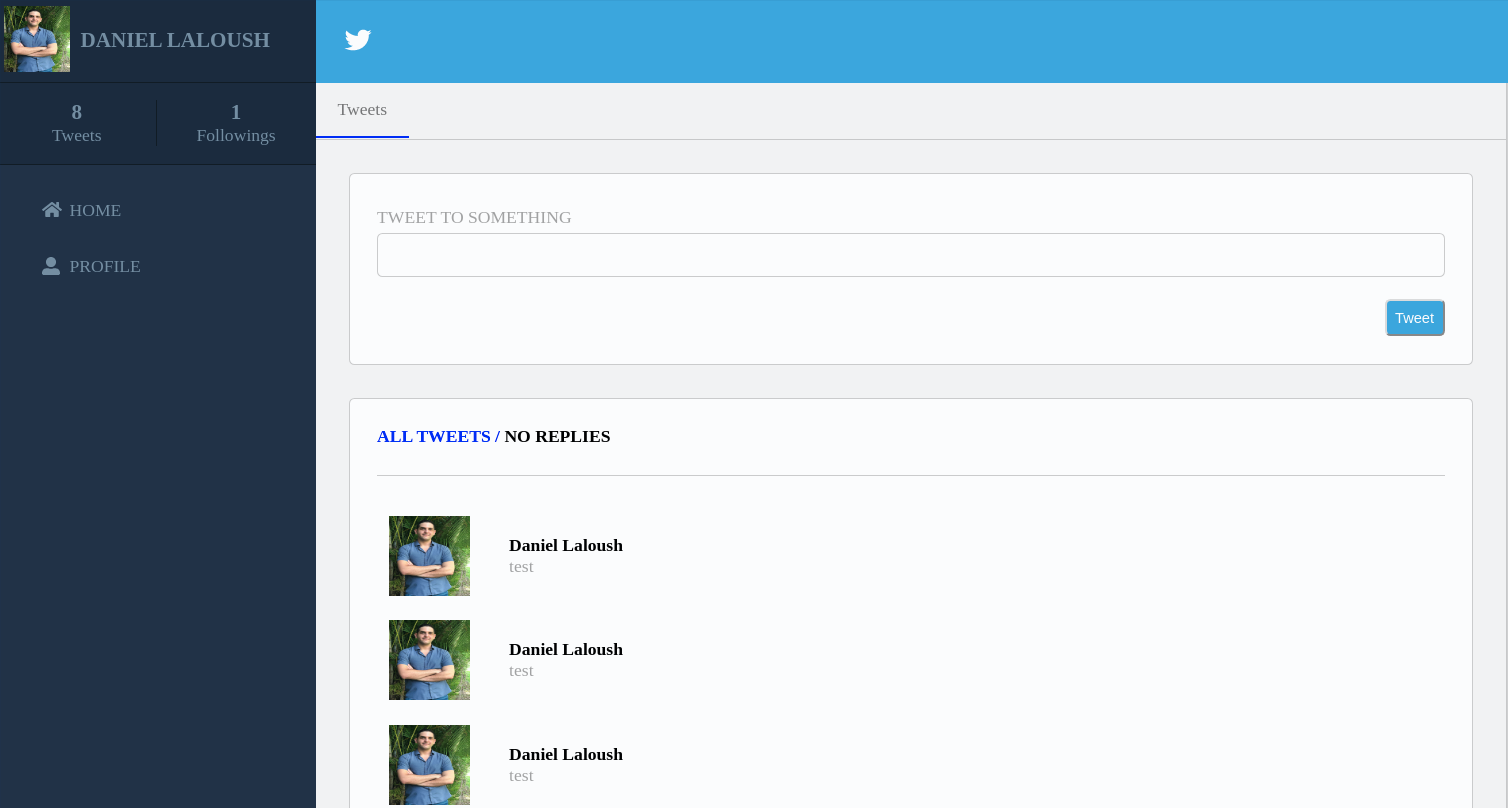 DANIEL LALOUSH
8
Tweets
1
Followings
HOME
PROFILE
Tweets
TWEET TO SOMETHING
Tweet
ALL TWEETS / NO REPLIES
Daniel Laloush
test
Daniel Laloush
test
Daniel Laloush
test